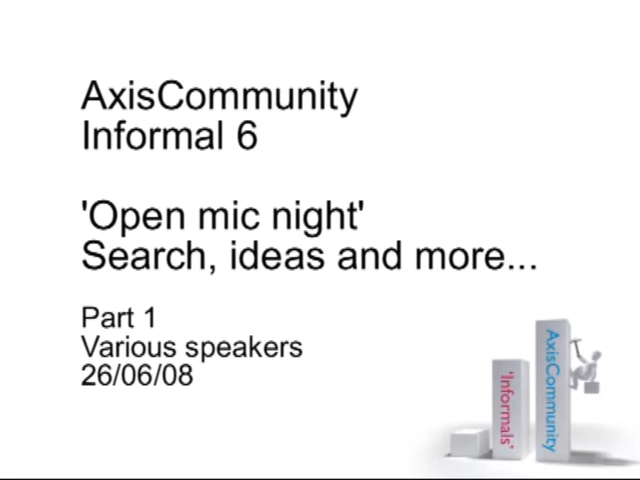 AxisCommunity
Informal 6
'Open mic night'
Search, ideas and more...
Part 1
Various speakers
26/06/08
'Informals'
AxisCommunity